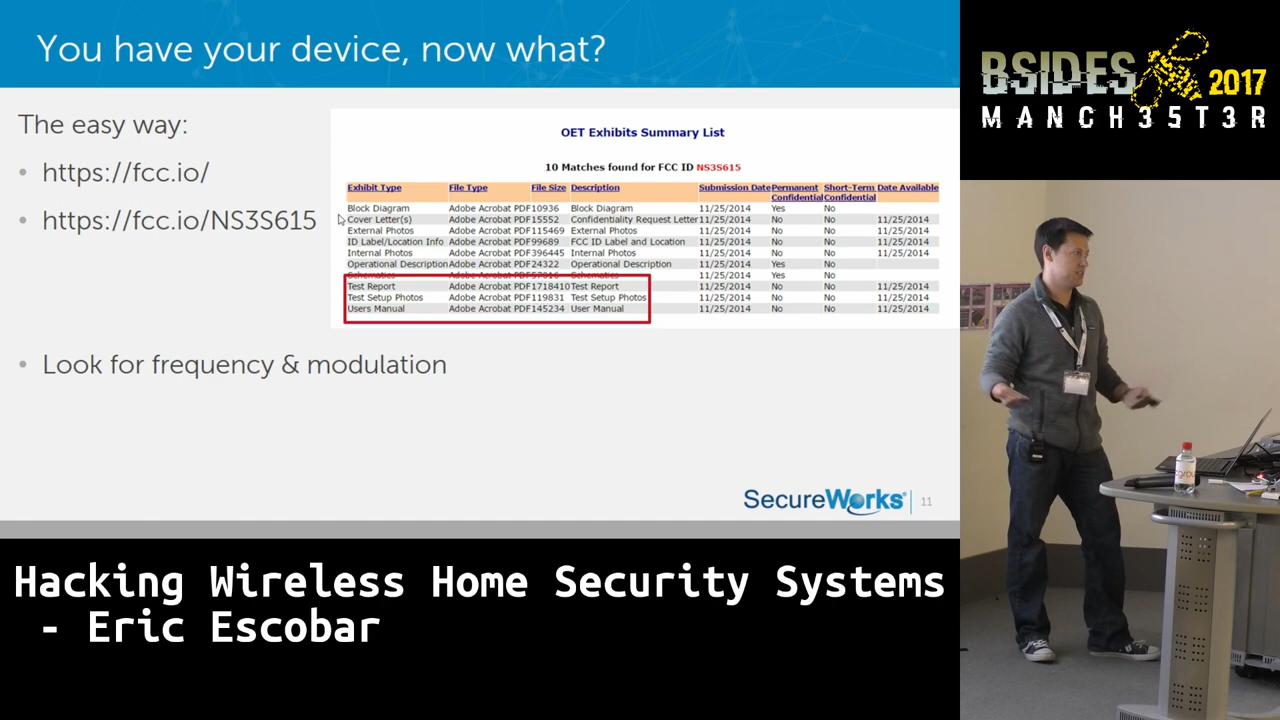 You have your device, now what?
The easy way:
• https://fcc.io/
• https://fcc.io/NS3S615
OET Exhibits Summary List
10 Matches found for FCC ID NS3S615
Exhibit Type File Type File Size Description Submission Date Permanent Confidential Short-Term Confidential Date Available
Block Diagram Adobe Acrobat PDF 10936 Block Diagram 11/25/2014 Yes No
Cover Letter(s) Adobe Acrobat PDF 15552 Confidentiality Request Letter 11/25/2014 No No 11/25/2014
External Photos Adobe Acrobat PDF 115469 External Photos 11/25/2014 No No 11/25/2014
ID Label/Location Info Adobe Acrobat PDF 99689 FCC ID Label and Location 11/25/2014 No No 11/25/2014
Internal Photos Adobe Acrobat PDF 396445 Internal Photos 11/25/2014 No No 11/25/2014
Operational Description Adobe Acrobat PDF 24322 Operational Description 11/25/2014 Yes No
Schematics Adobe Acrobat PDF 57016 Schematics 11/25/2014 Yes No
Test Report Adobe Acrobat PDF 1718410 Test Report 11/25/2014 No No 11/25/2014
Test Setup Photos Adobe Acrobat PDF 119831 Test Setup Photos 11/25/2014 No No 11/25/2014
Users Manual Adobe Acrobat PDF 145234 User Manual 11/25/2014 No No 11/25/2014
• Look for frequency & modulation
SecureWorks 11
BSIDES 2017
MANCH35T3R
Hacking Wireless Home Security Systems
- Eric Escobar